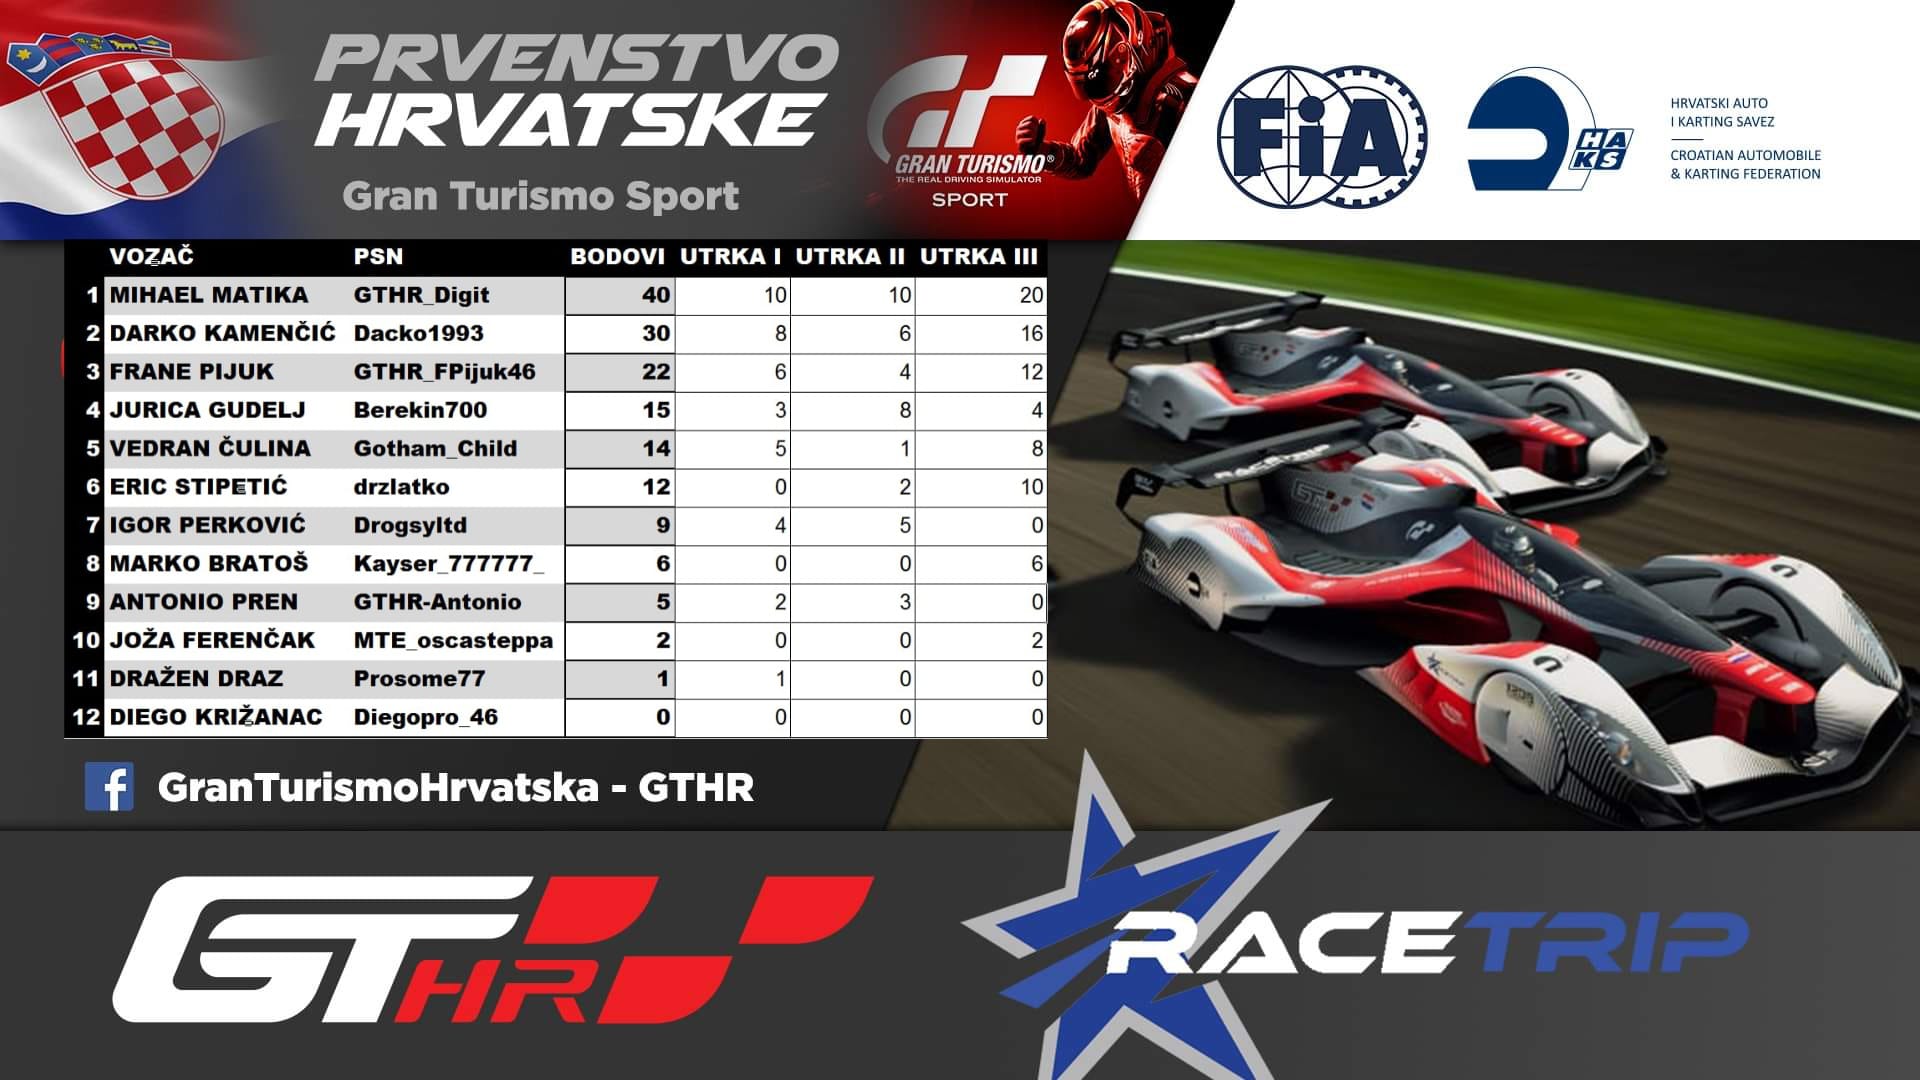 PRVENSTVO
HRVATSKE
Gran Turismo Sport
GRAN TURISMO®
THE REAL DRIVING SIMULATOR
SPORT
FiA
HAKS
HRVATSKI AUTO
I KARTING SAVEZ
CROATIAN AUTOMOBILE
& KARTING FEDERATION
VOZAČ PSN BODOVI UTRKA I UTRKA II UTRKA III
1 MIHAEL MATIKA GTHR_Digit 40 10 10 20
2 DARKO KAMENČIĆ Dacko1993 30 8 6 16
3 FRANE PIJUK GTHR_FPijuk46 22 6 4 12
4 JURICA GUDELJ Berekin700 15 3 8 4
5 VEDRAN ČULINA Gotham_Child 14 5 1 8
6 ERIC STIPETIĆ drzlatko 12 0 2 10
7 IGOR PERKOVIĆ Drogsyltd 9 4 5 0
8 MARKO BRATOŠ Kayser_777777_ 6 0 0 6
9 ANTONIO PREN GTHR-Antonio 5 2 3 0
10 JOŽA FERENČAK MTE_oscasteppa 2 0 0 2
11 DRAŽEN DRAZ Prosome77 1 1 0 0
12 DIEGO KRIŽANAC Diegopro_46 0 0 0 0
RACETRIP
GT
f GranTurismoHrvatska - GTHR
GTHR
RACETRIP